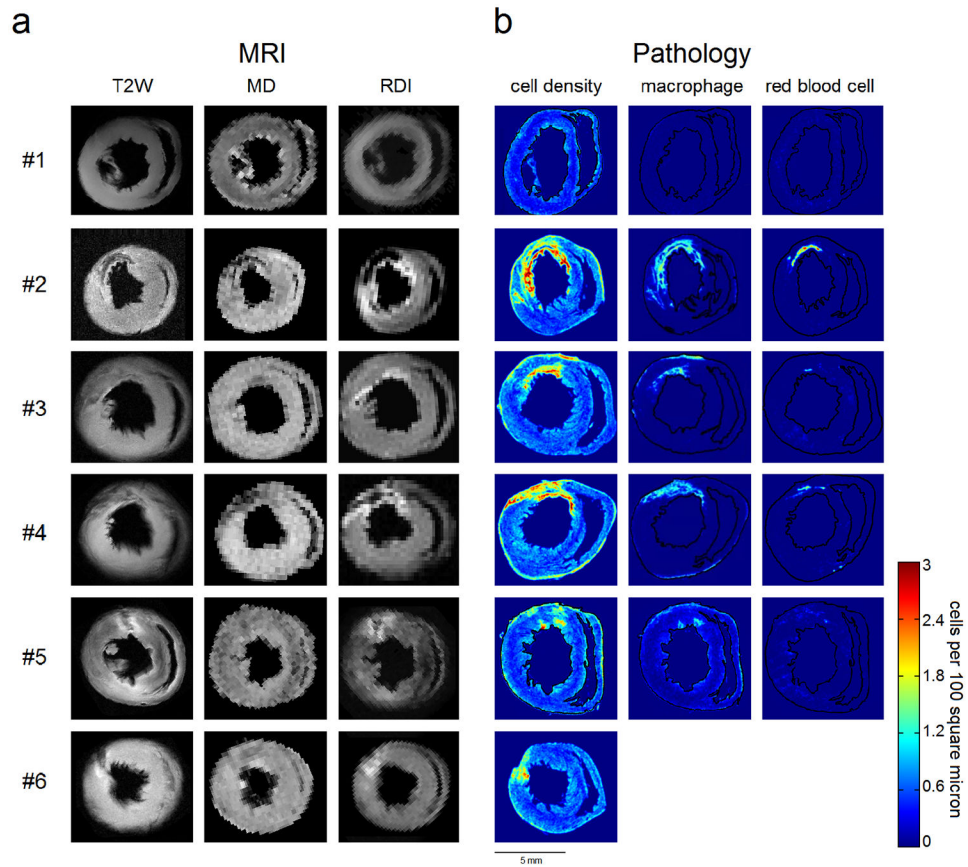 a
b
MRI
Pathology
T2W
MD
RDI
cell density
macrophage
red blood cell
#1
#2
#3
#4
#5
#6
3
2.4
1.8
1.2
0.6
0
cells per 100 square micron
5 mm